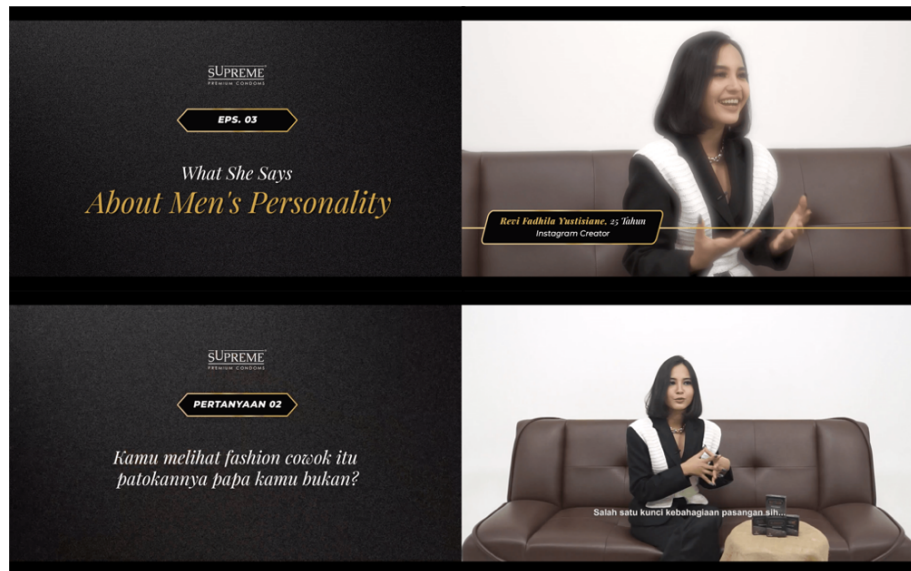 SUPREME
PREMIUM CONDOMS
EPS. 03
What She Says
About Men's Personality
Revi Fadhila Yustisiane, 25 Tahun
Instagram Creator
SUPREME
PREMIUM CONDOMS
PERTANYAAN 02
Kamu melihat fashion cowok itu
patokannya papa kamu bukan?
Salah satu kunci kebahagiaan pasangan sih...